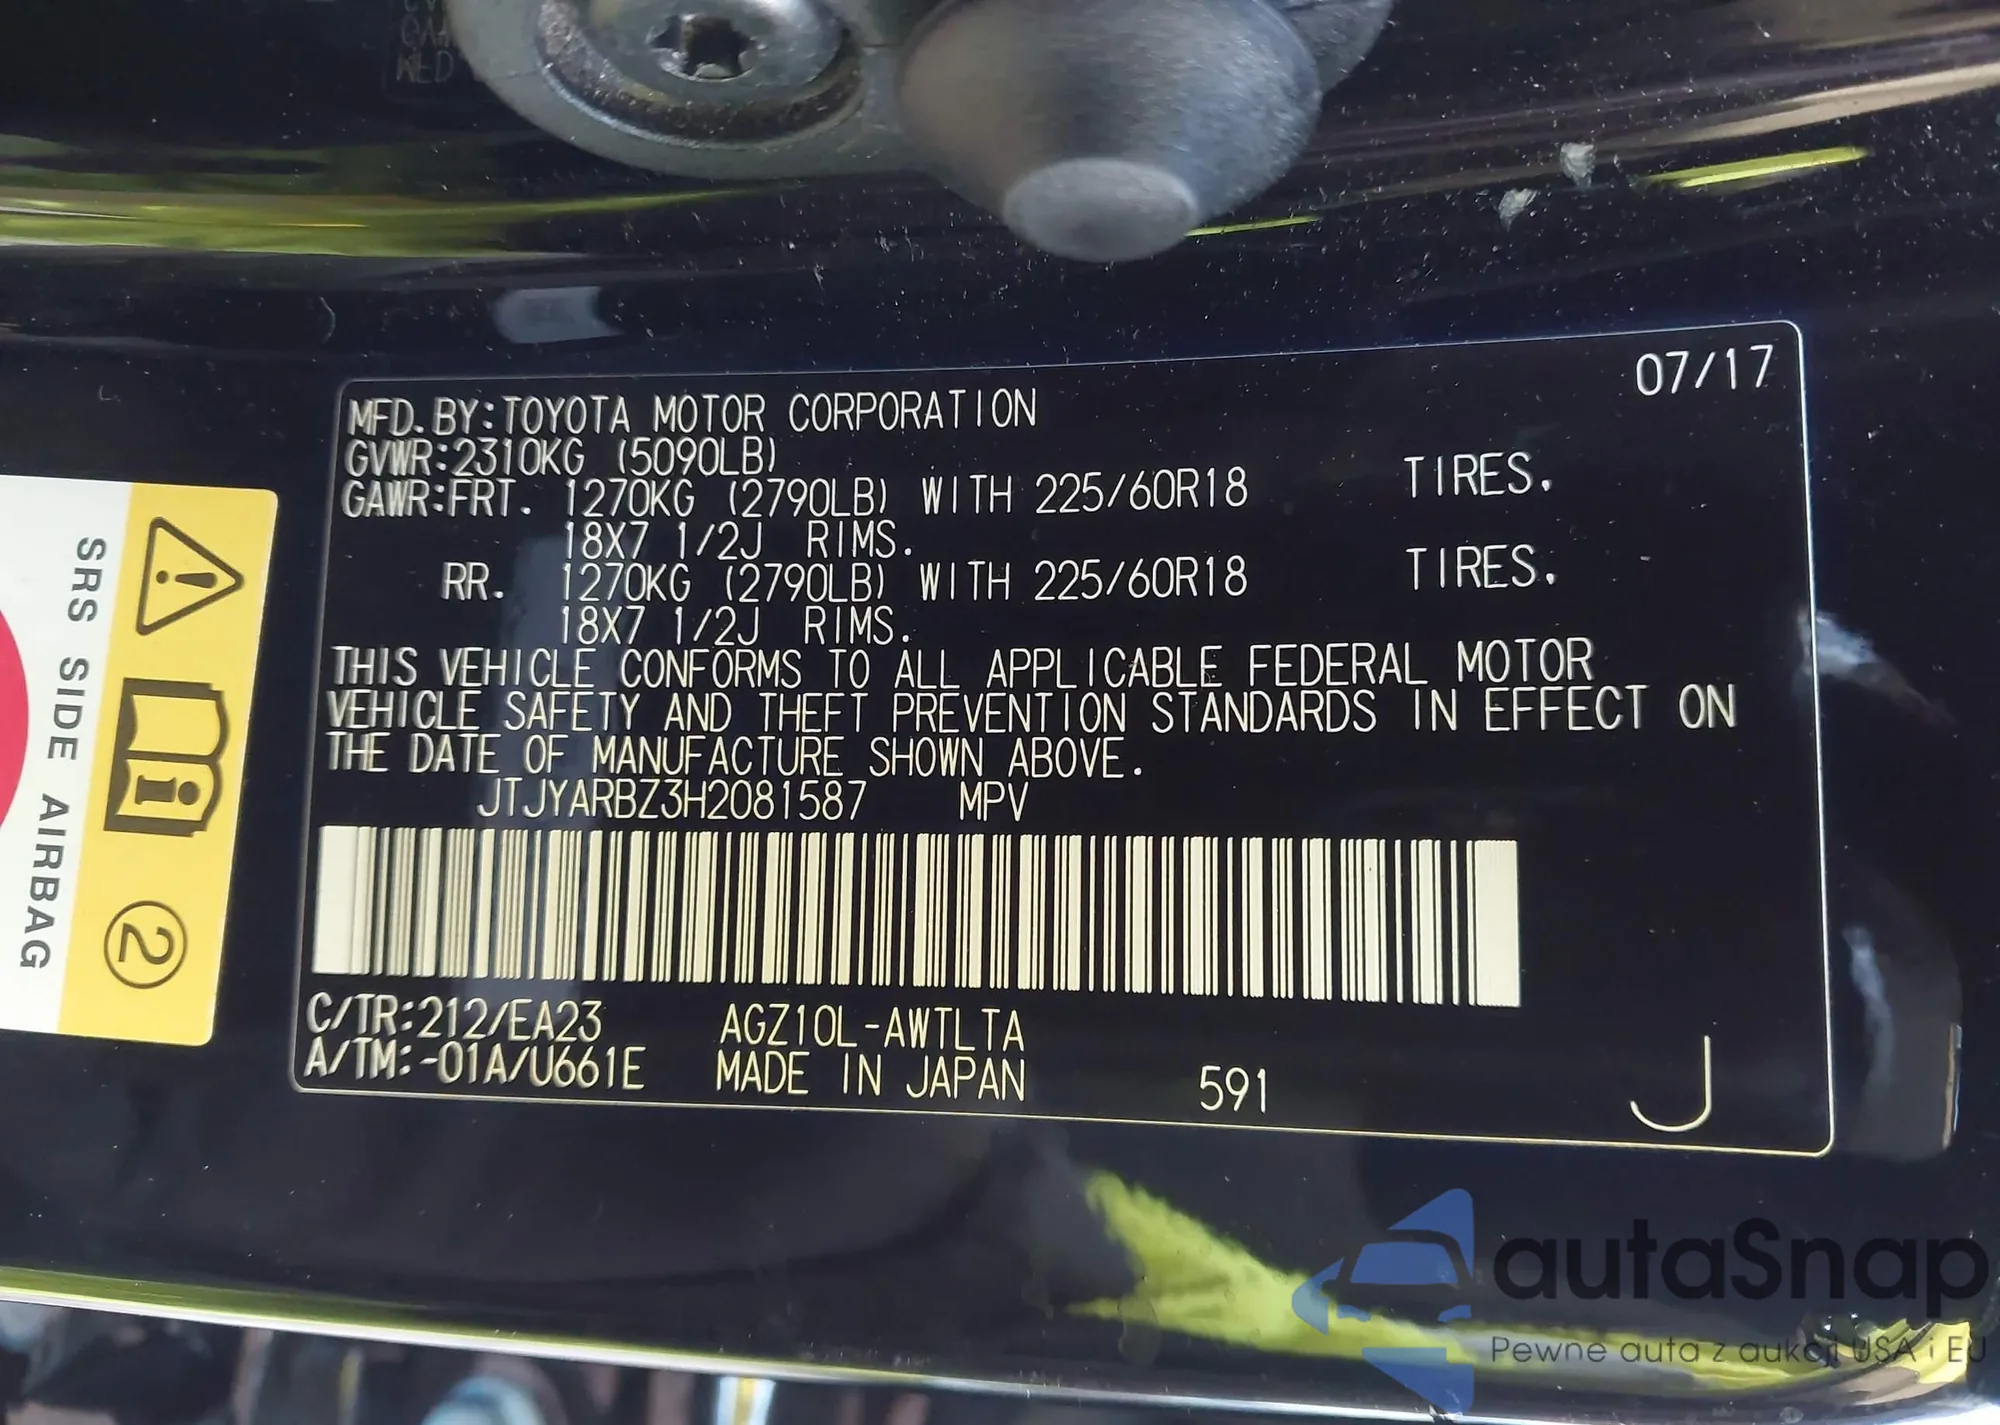 07/17
MFD.BY:TOYOTA MOTOR CORPORATION
GVWR:2310KG (5090LB)
GAWR:FRT. 1270KG (2790LB) WITH 225/60R18 TIRES.
18X7 1/2J RIMS.
RR. 1270KG (2790LB) WITH 225/60R18 TIRES.
18X7 1/2J RIMS.
THIS VEHICLE CONFORMS TO ALL APPLICABLE FEDERAL MOTOR
VEHICLE SAFETY AND THEFT PREVENTION STANDARDS IN EFFECT ON
THE DATE OF MANUFACTURE SHOWN ABOVE.
JTJYARBZ3H2081587 MPV
C/TR:212/EA23 AGZ10L-AWTLTA
A/TM:-01A/U661E MADE IN JAPAN 591 J
SRS SIDE AIRBAG
2
autaSnap
Pewne auta z aukcji USA i EU